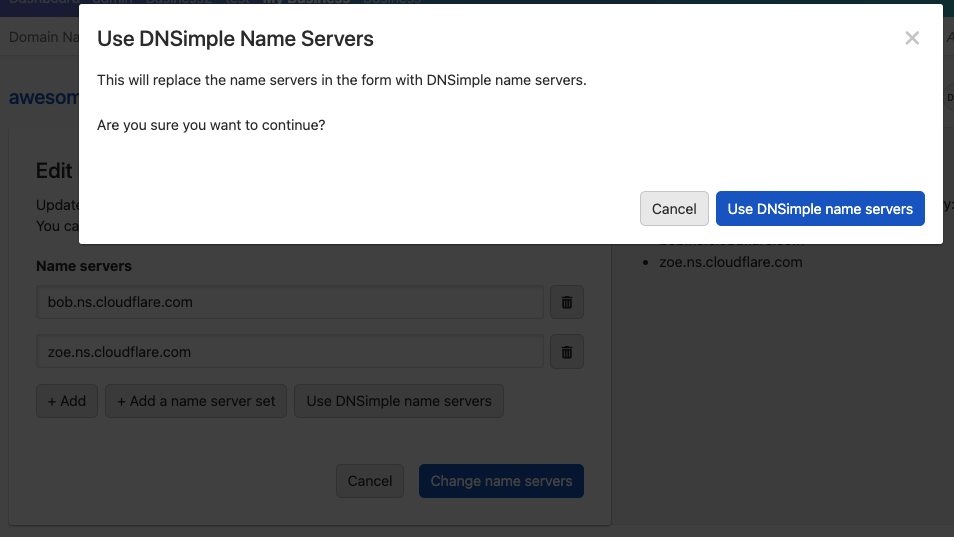 Domain Na
Use DNSimple Name Servers
This will replace the name servers in the form with DNSimple name servers.
Are you sure you want to continue?
Cancel
Use DNSimple name servers
awesom
Edit
Update
You ca
Name servers
bob.ns.cloudflare.com
zoe.ns.cloudflare.com
+ Add
+ Add a name server set
Use DNSimple name servers
Cancel
Change name servers
zoe.ns.cloudflare.com